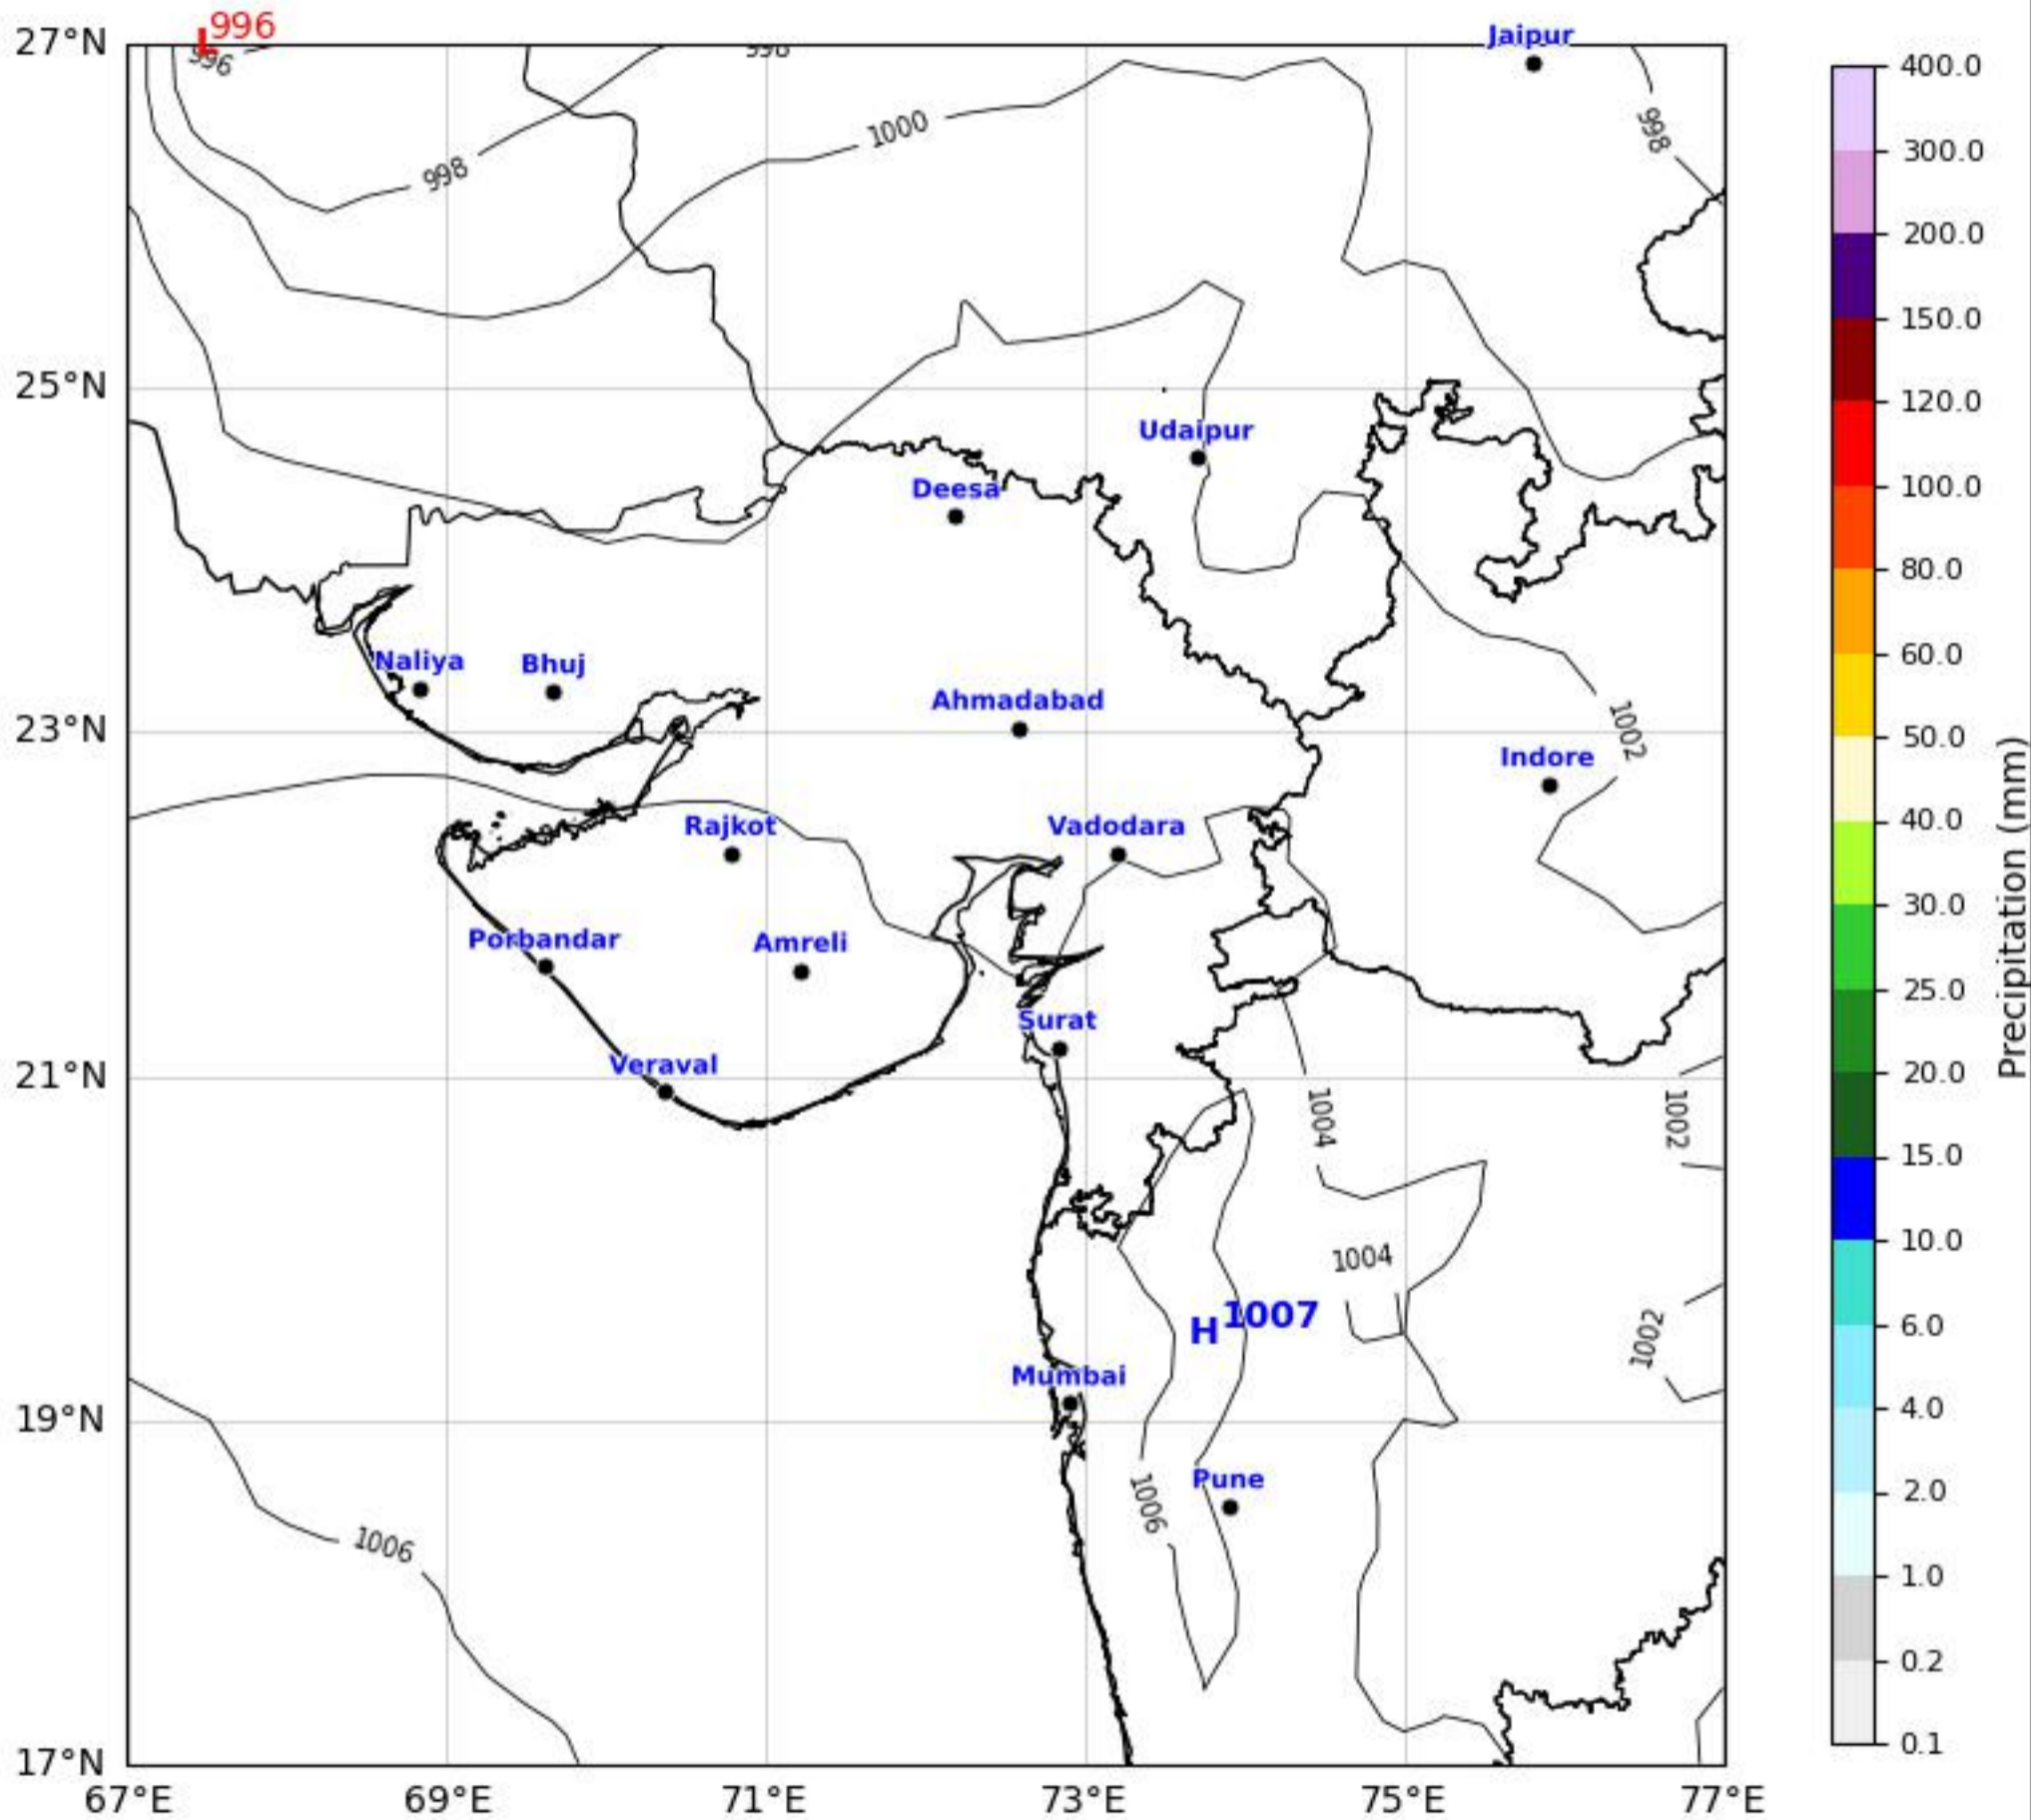 L996
27°N
996
998
Jaipur
400.0
1000
998
998
300.0
200.0
150.0
25°N
120.0
Udaipur
Deesa
100.0
80.0
Naliya
Bhuj
60.0
Ahmadabad
1002
23°N
50.0
Indore
Precipitation (mm)
Rajkot
Vadodara
40.0
30.0
Porbandar
Amreli
25.0
Surat
21°N
Veraval
20.0
1004
1002
15.0
1004
10.0
H1007
1002
6.0
Mumbai
4.0
19°N
Pune
2.0
1006
1006
1.0
0.2
17°N
0.1
67°E
69°E
71°E
73°E
75°E
77°E